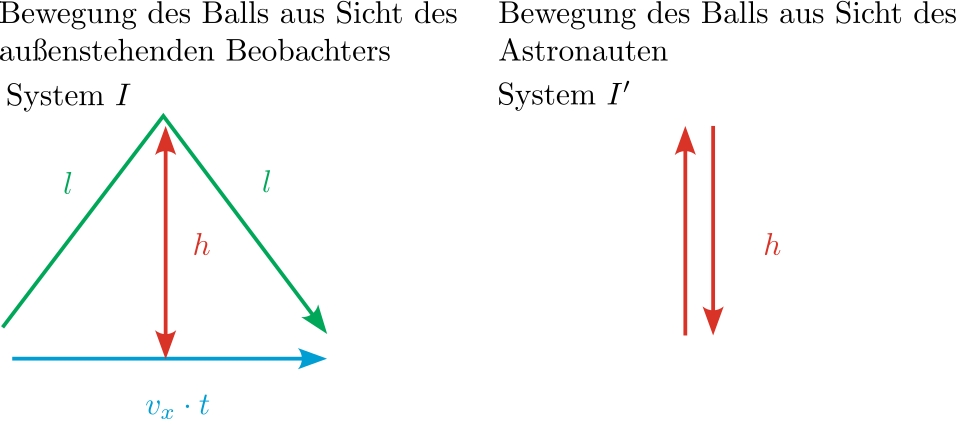 Bewegung des Balls aus Sicht des
außenstehenden Beobachters
System I
l
l
h
v_x · t
Bewegung des Balls aus Sicht des
Astronauten
System I′
h